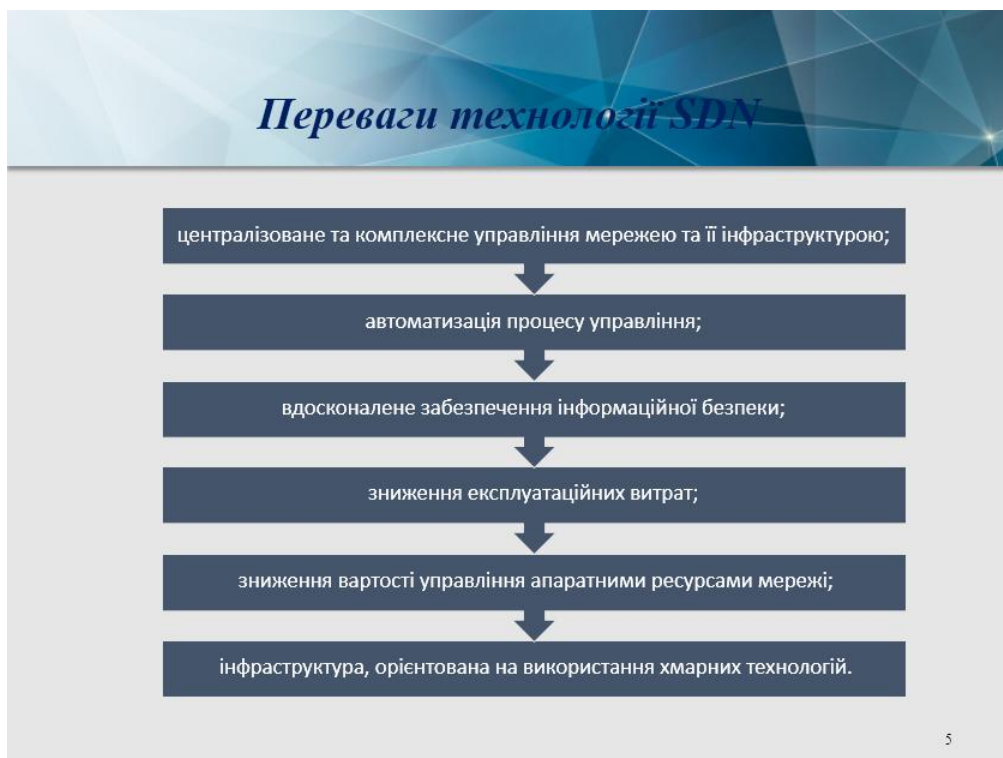 Переваги технології SDN
централізоване та комплексне управління мережею та її інфраструктурою;
автоматизація процесу управління;
вдосконалене забезпечення інформаційної безпеки;
зниження експлуатаційних витрат;
зниження вартості управління апаратними ресурсами мережі;
інфраструктура, орієнтована на використання хмарних технологій.
5